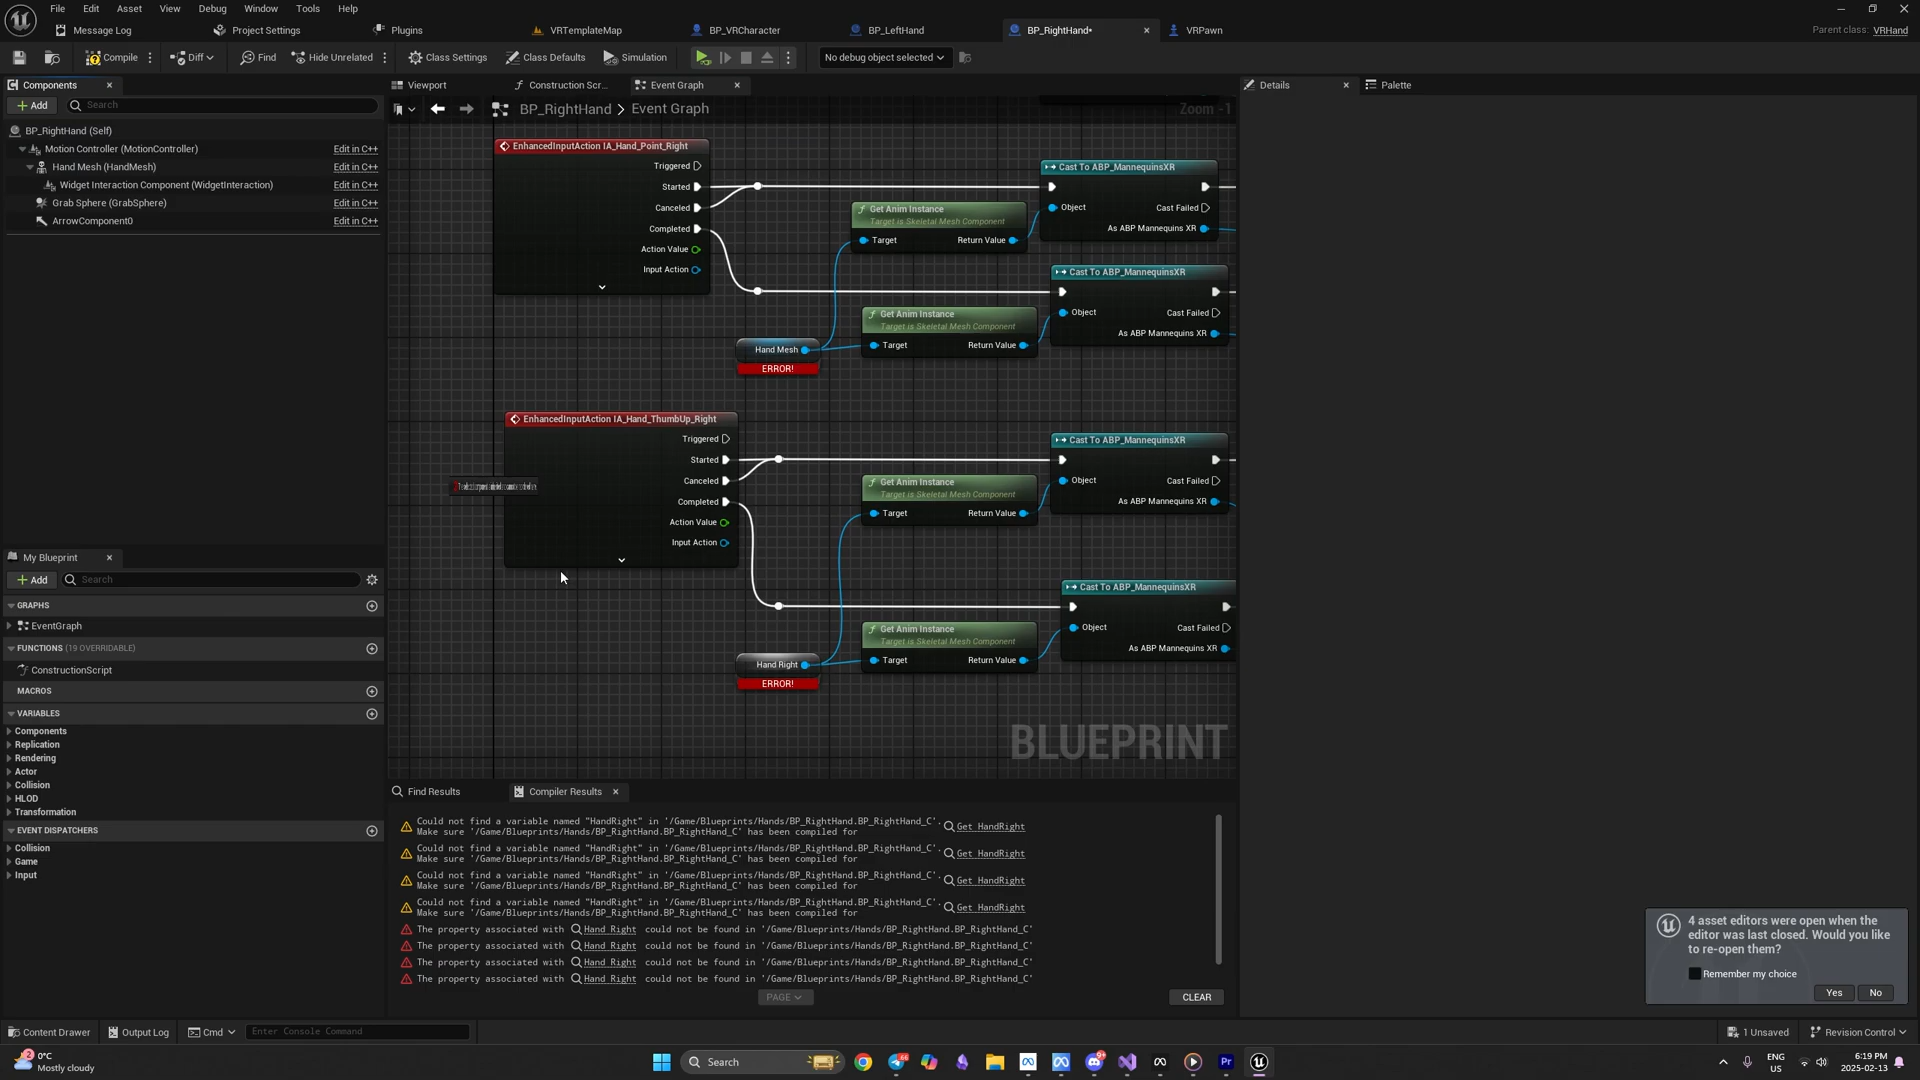 File Edit Asset View Debug Window Tools Help
Message Log Project Settings Plugins VRTemplateMap BP_VRCharacter BP_LeftHand BP_RightHand* VRPawn Parent class: VRHand
Compile Diff Find Hide Unrelated Class Settings Class Defaults Simulation No debug object selected
Components
Add Search
BP_RightHand (Self)
Motion Controller (MotionController) Edit in C++
Hand Mesh (HandMesh) Edit in C++
Widget Interaction Component (WidgetInteraction) Edit in C++
Grab Sphere (GrabSphere) Edit in C++
ArrowComponent0 Edit in C++
My Blueprint
Add Search
GRAPHS
EventGraph
FUNCTIONS (19 OVERRIDABLE)
ConstructionScript
MACROS
VARIABLES
Components
Replication
Rendering
Actor
Collision
HLOD
Transformation
EVENT DISPATCHERS
Collision
Game
Input
Viewport Construction Scr... Event Graph
BP_RightHand > Event Graph Zoom -1
EnhancedInputAction IA_Hand_Point_Right
Triggered
Started
Canceled
Completed
Action Value
Input Action
Get Anim Instance
Target is Skeletal Mesh Component
Target Return Value
Cast To ABP_MannequinsXR
Object Cast Failed
As ABP Mannequins XR
Cast To ABP_MannequinsXR
Object Cast Failed
As ABP Mannequins XR
Get Anim Instance
Target is Skeletal Mesh Component
Target Return Value
Hand Mesh
ERROR!
EnhancedInputAction IA_Hand_ThumbUp_Right
Triggered
Started
Canceled
Completed
Action Value
Input Action
Cast To ABP_MannequinsXR
Object Cast Failed
As ABP Mannequins XR
Get Anim Instance
Target is Skeletal Mesh Component
Target Return Value
Cast To ABP_MannequinsXR
Object Cast Failed
As ABP Mannequins XR
Get Anim Instance
Target is Skeletal Mesh Component
Target Return Value
Hand Right
ERROR!
BLUEPRINT
Find Results Compiler Results
Could not find a variable named "HandRight" in '/Game/Blueprints/Hands/BP_RightHand.BP_RightHand_C'. Get HandRight
Make sure '/Game/Blueprints/Hands/BP_RightHand.BP_RightHand_C' has been compiled for
Could not find a variable named "HandRight" in '/Game/Blueprints/Hands/BP_RightHand.BP_RightHand_C'. Get HandRight
Make sure '/Game/Blueprints/Hands/BP_RightHand.BP_RightHand_C' has been compiled for
Could not find a variable named "HandRight" in '/Game/Blueprints/Hands/BP_RightHand.BP_RightHand_C'. Get HandRight
Make sure '/Game/Blueprints/Hands/BP_RightHand.BP_RightHand_C' has been compiled for
Could not find a variable named "HandRight" in '/Game/Blueprints/Hands/BP_RightHand.BP_RightHand_C'. Get HandRight
Make sure '/Game/Blueprints/Hands/BP_RightHand.BP_RightHand_C' has been compiled for
The property associated with Hand Right could not be found in '/Game/Blueprints/Hands/BP_RightHand.BP_RightHand_C'
The property associated with Hand Right could not be found in '/Game/Blueprints/Hands/BP_RightHand.BP_RightHand_C'
The property associated with Hand Right could not be found in '/Game/Blueprints/Hands/BP_RightHand.BP_RightHand_C'
The property associated with Hand Right could not be found in '/Game/Blueprints/Hands/BP_RightHand.BP_RightHand_C'
PAGE CLEAR
Details Palette
4 asset editors were open when the
editor was last closed. Would you like
to re-open them?
Remember my choice
Yes No
Content Drawer Output Log Cmd Enter Console Command 1 Unsaved Revision Control
0°C
Mostly cloudy
Search
ENG
US
6:19 PM
2025-02-13